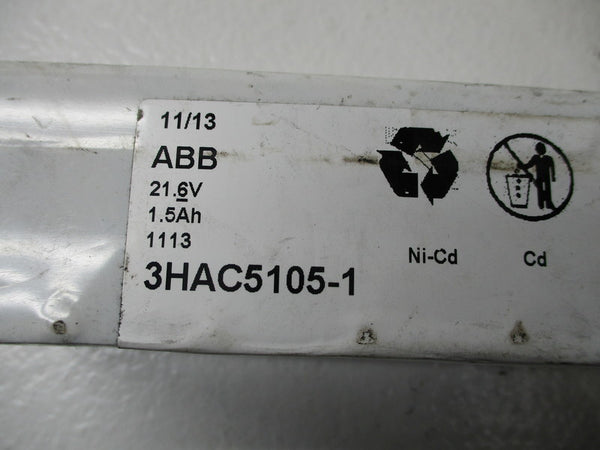 11/13
ABB
21.6V
1.5Ah
1113
3HAC5105-1
Ni-Cd
Cd